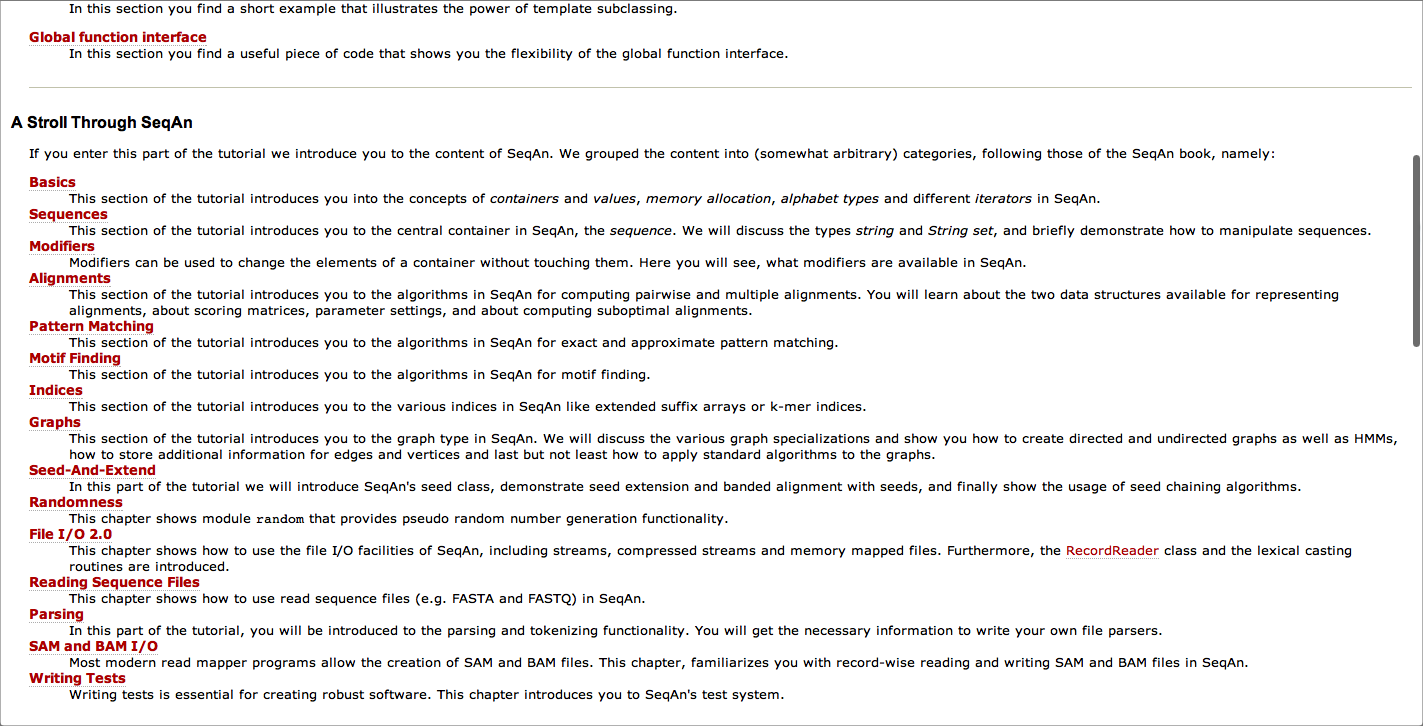 In this section you find a short example that illustrates the power of template subclassing.
Global function interface
In this section you find a useful piece of code that shows you the flexibility of the global function interface.
A Stroll Through SeqAn
If you enter this part of the tutorial we introduce you to the content of SeqAn. We grouped the content into (somewhat arbitrary) categories, following those of the SeqAn book, namely:
Basics
This section of the tutorial introduces you into the concepts of containers and values, memory allocation, alphabet types and different iterators in SeqAn.
Sequences
This section of the tutorial introduces you to the central container in SeqAn, the sequence. We will discuss the types string and String set, and briefly demonstrate how to manipulate sequences.
Modifiers
Modifiers can be used to change the elements of a container without touching them. Here you will see, what modifiers are available in SeqAn.
Alignments
This section of the tutorial introduces you to the algorithms in SeqAn for computing pairwise and multiple alignments. You will learn about the two data structures available for representing
alignments, about scoring matrices, parameter settings, and about computing suboptimal alignments.
Pattern Matching
This section of the tutorial introduces you to the algorithms in SeqAn for exact and approximate pattern matching.
Motif Finding
This section of the tutorial introduces you to the algorithms in SeqAn for motif finding.
Indices
This section of the tutorial introduces you to the various indices in SeqAn like extended suffix arrays or k-mer indices.
Graphs
This section of the tutorial introduces you to the graph type in SeqAn. We will discuss the various graph specializations and show you how to create directed and undirected graphs as well as HMMs,
how to store additional information for edges and vertices and last but not least how to apply standard algorithms to the graphs.
Seed-And-Extend
In this part of the tutorial we will introduce SeqAn's seed class, demonstrate seed extension and banded alignment with seeds, and finally show the usage of seed chaining algorithms.
Randomness
This chapter shows module random that provides pseudo random number generation functionality.
File I/O 2.0
This chapter shows how to use the file I/O facilities of SeqAn, including streams, compressed streams and memory mapped files. Furthermore, the RecordReader class and the lexical casting
routines are introduced.
Reading Sequence Files
This chapter shows how to use read sequence files (e.g. FASTA and FASTQ) in SeqAn.
Parsing
In this part of the tutorial, you will be introduced to the parsing and tokenizing functionality. You will get the necessary information to write your own file parsers.
SAM and BAM I/O
Most modern read mapper programs allow the creation of SAM and BAM files. This chapter, familiarizes you with record-wise reading and writing SAM and BAM files in SeqAn.
Writing Tests
Writing tests is essential for creating robust software. This chapter introduces you to SeqAn's test system.